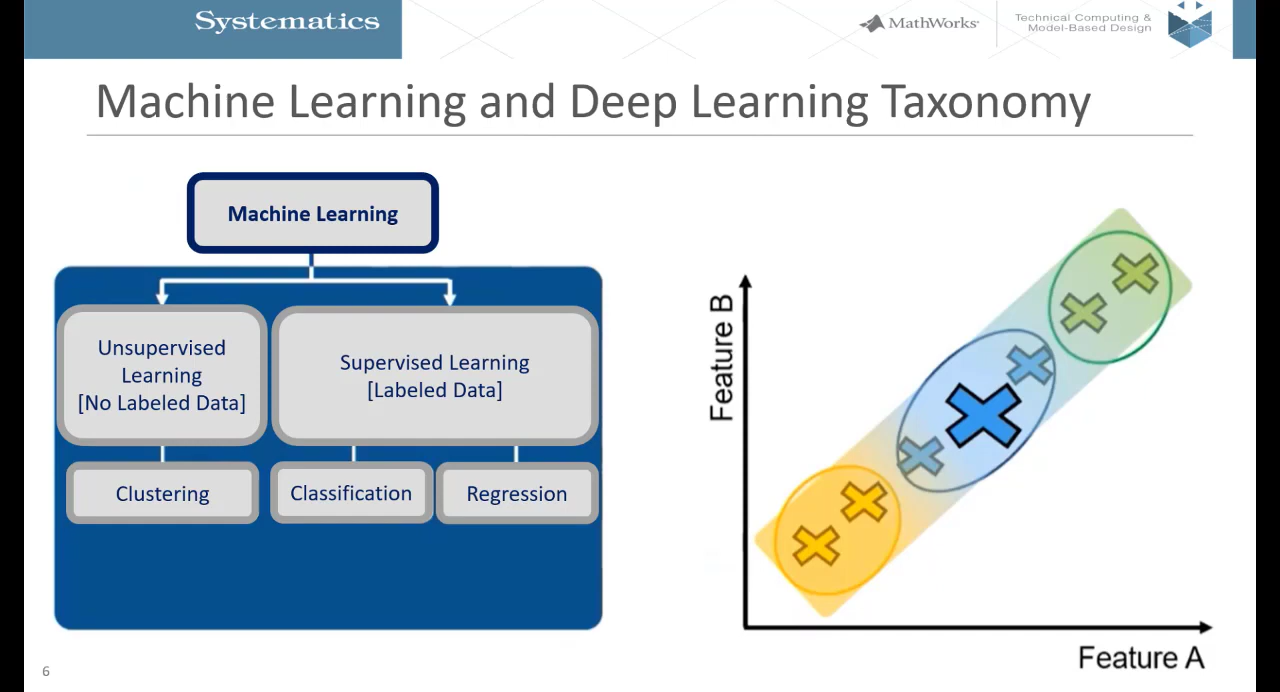 Systematics
MathWorks
Technical Computing &
Model-Based Design
Machine Learning and Deep Learning Taxonomy
Machine Learning
Unsupervised
Learning
[No Labeled Data]
Supervised Learning
[Labeled Data]
Clustering
Classification
Regression
Feature B
Feature A
6